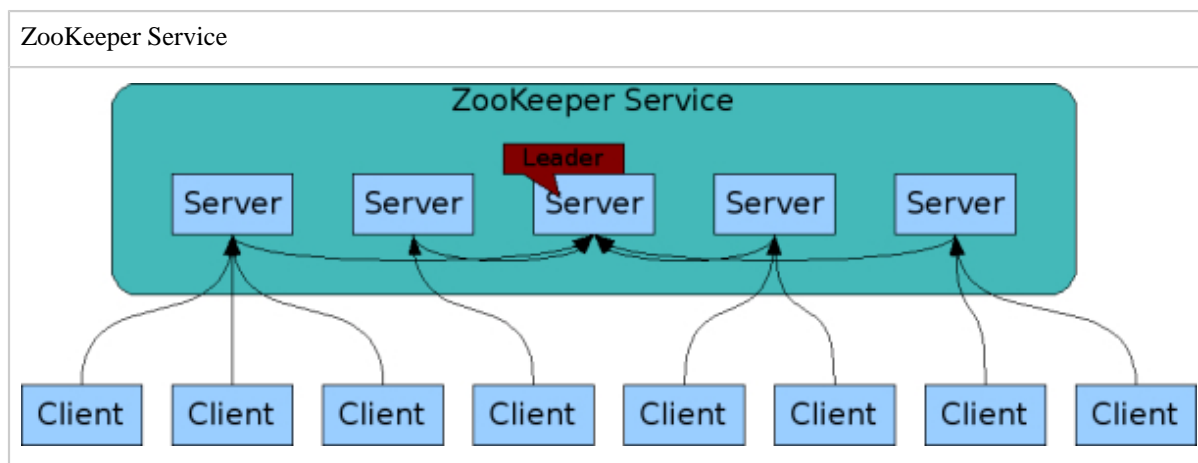 ZooKeeper Service
ZooKeeper Service
Leader
Server Server Server Server Server
Client Client Client Client Client Client Client Client